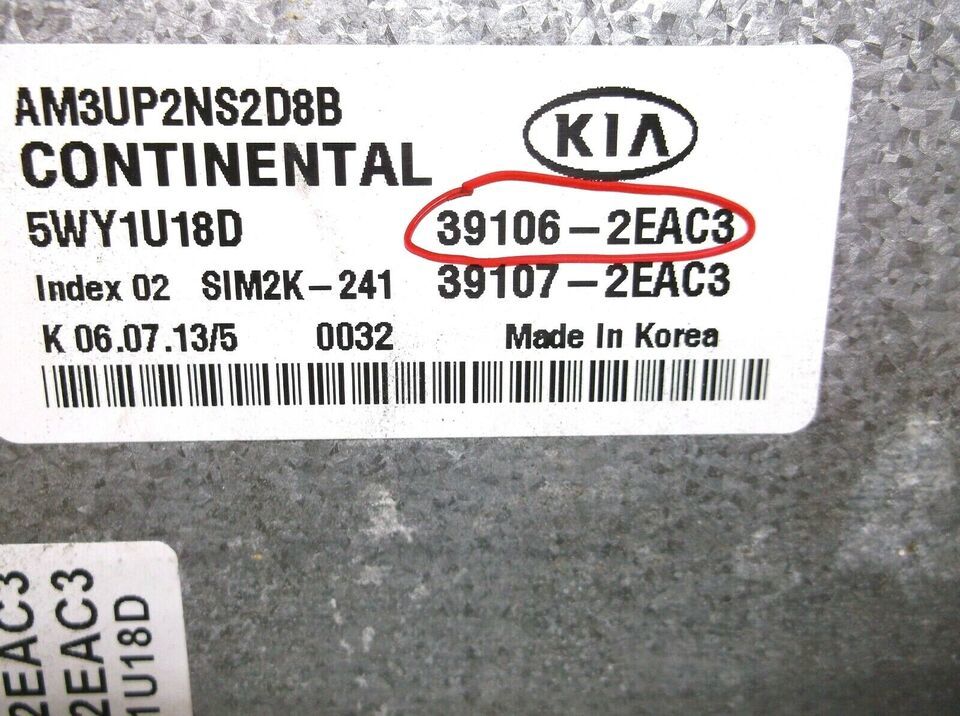 AM3UP2NS2D8B
KIA
CONTINENTAL
5WY1U18D 39106-2EAC3
Index 02 SIM2K-241 39107-2EAC3
K 06.07.13/5 0032 Made In Korea
2EAC3
2EAC3
1U18D